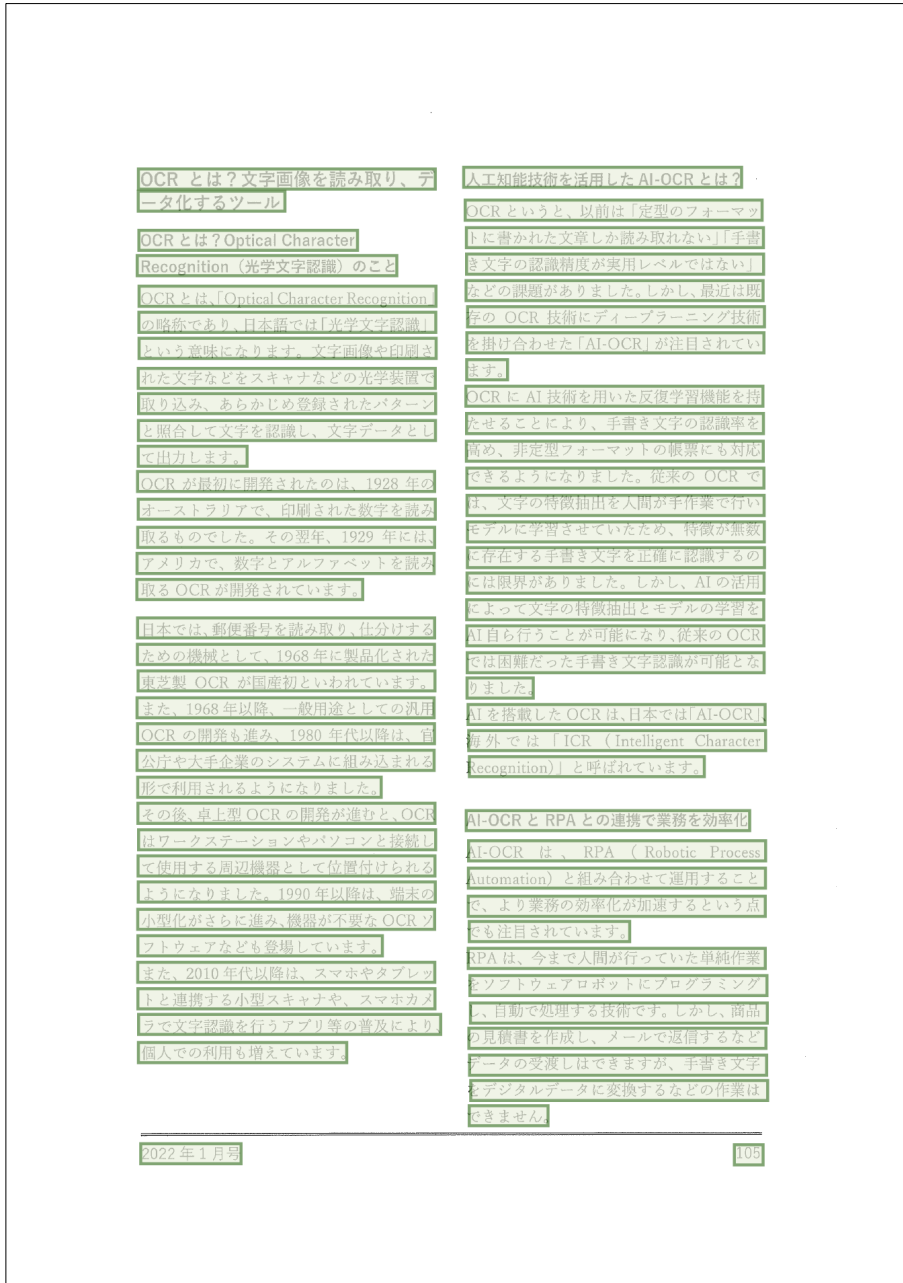 OCR とは？文字画像を読み取り、デ
ータ化するツール
OCR とは？Optical Character
Recognition（光学文字認識）のこと
OCR とは、「Optical Character Recognition」
の略称であり、日本語では「光学文字認識」
という意味になります。文字画像や印刷さ
れた文字などをスキャナなどの光学装置で
取り込み、あらかじめ登録されたパターン
と照合して文字を認識し、文字データとし
て出力します。
OCR が最初に開発されたのは、1928 年の
オーストラリアで、印刷された数字を読み
取るものでした。その翌年、1929 年には、
アメリカで、数字とアルファベットを読み
取る OCR が開発されています。
日本では、郵便番号を読み取り、仕分けする
ための機械として、1968 年に製品化された
東芝製 OCR が国産初といわれています。
また、1968 年以降、一般用途としての汎用
OCR の開発も進み、1980 年代以降は、官
公庁や大手企業のシステムに組み込まれる
形で利用されるようになりました。
その後、卓上型 OCR の開発が進むと、OCR
はワークステーションやパソコンと接続し
て使用する周辺機器として位置付けられる
ようになりました。1990 年以降は、端末の
小型化がさらに進み、機器が不要な OCR ソ
フトウェアなども登場しています。
また、2010 年代以降は、スマホやタブレッ
トと連携する小型スキャナや、スマホカメ
ラで文字認識を行うアプリ等の普及により、
個人での利用も増えています。
人工知能技術を活用した AI-OCR とは？
OCR というと、以前は「定型のフォーマッ
トに書かれた文章しか読み取れない」「手書
き文字の認識精度が実用レベルではない」
などの課題がありました。しかし、最近は既
存の OCR 技術にディープラーニング技術
を掛け合わせた「AI-OCR」が注目されてい
ます。
OCR に AI 技術を用いた反復学習機能を持
たせることにより、手書き文字の認識率を
高め、非定型フォーマットの帳票にも対応
できるようになりました。従来の OCR で
は、文字の特徴抽出を人間が手作業で行い
モデルに学習させていたため、特徴が無数
に存在する手書き文字を正確に認識するの
には限界がありました。しかし、AI の活用
によって文字の特徴抽出とモデルの学習を
AI 自ら行うことが可能になり、従来の OCR
では困難だった手書き文字認識が可能とな
りました。
AI を搭載した OCR は、日本では「AI-OCR」、
海外では「ICR（Intelligent Character
Recognition）」と呼ばれています。
AI-OCR と RPA との連携で業務を効率化
AI-OCR は、RPA（Robotic Process
Automation）と組み合わせて運用すること
で、より業務の効率化が加速するという点
でも注目されています。
RPA は、今まで人間が行っていた単純作業
をソフトウェアロボットにプログラミング
し、自動で処理する技術です。しかし、商品
の見積書を作成し、メールで返信するなど
データの受渡しはできますが、手書き文字
をデジタルデータに変換するなどの作業は
できません。
2022 年 1 月号
105